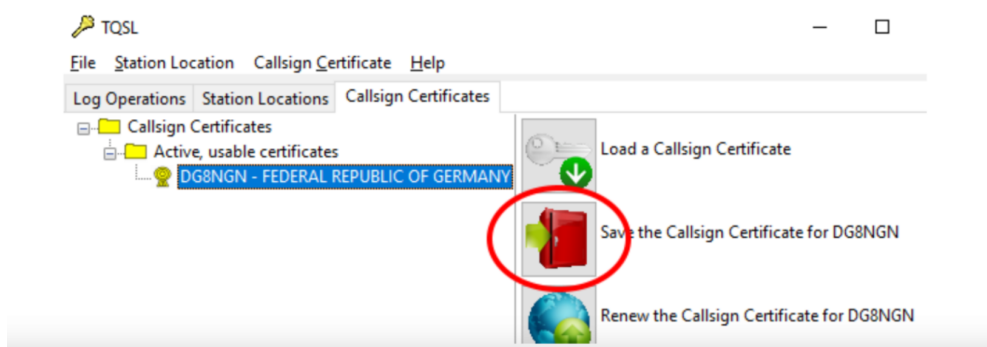 TQSL
File Station Location Callsign Certificate Help
Log Operations Station Locations Callsign Certificates
Callsign Certificates
Active, usable certificates
DG8NGN - FEDERAL REPUBLIC OF GERMANY
Load a Callsign Certificate
Save the Callsign Certificate for DG8NGN
Renew the Callsign Certificate for DG8NGN